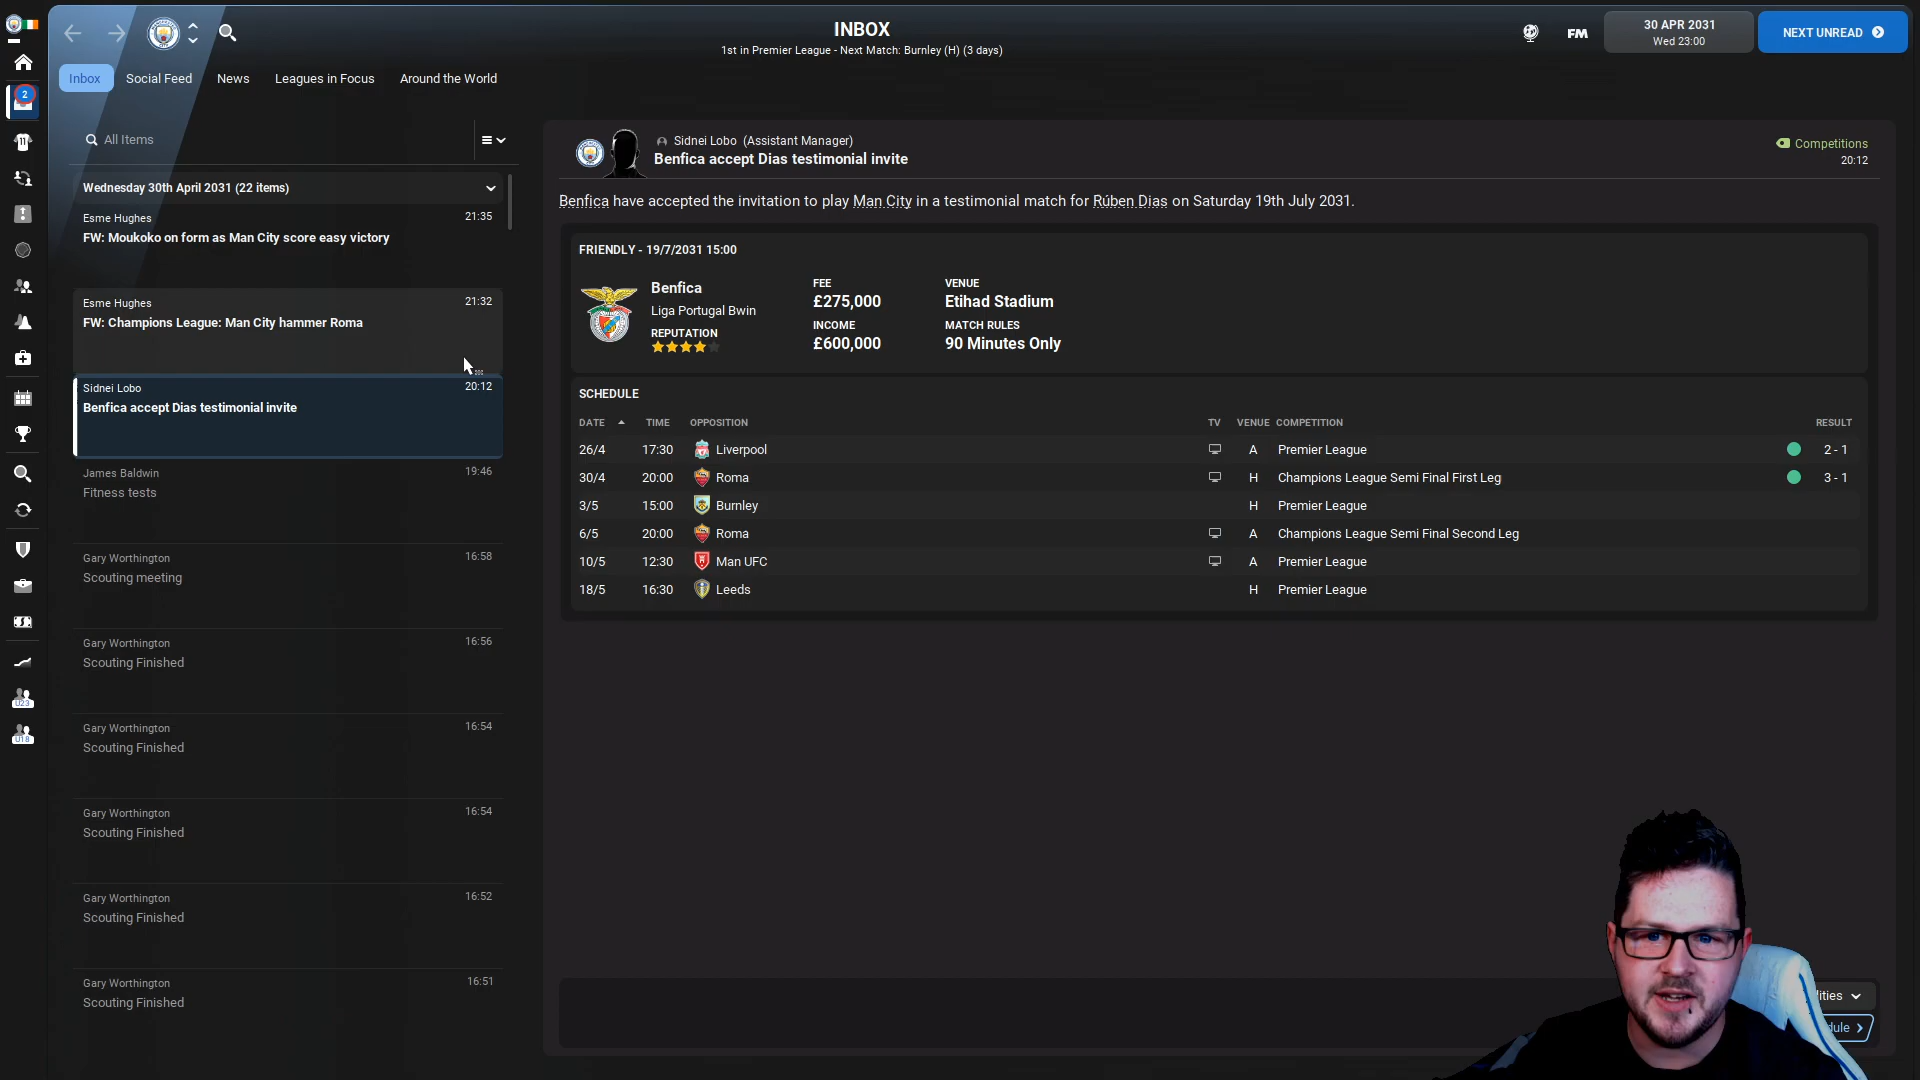 INBOX
1st in Premier League - Next Match: Burnley (H) (3 days)
FM
30 APR 2031
Wed 23:00
NEXT UNREAD
Inbox
Social Feed
News
Leagues in Focus
Around the World
2
11
U23
U18
All Items
Wednesday 30th April 2031 (22 items)
Esme Hughes 21:35
FW: Moukoko on form as Man City score easy victory
Esme Hughes 21:32
FW: Champions League: Man City hammer Roma
Sidnei Lobo 20:12
Benfica accept Dias testimonial invite
James Baldwin 19:46
Fitness tests
Gary Worthington 16:58
Scouting meeting
Gary Worthington 16:56
Scouting Finished
Gary Worthington 16:54
Scouting Finished
Gary Worthington 16:54
Scouting Finished
Gary Worthington 16:52
Scouting Finished
Gary Worthington 16:51
Scouting Finished
Sidnei Lobo (Assistant Manager)
Benfica accept Dias testimonial invite
Competitions
20:12
Benfica have accepted the invitation to play Man City in a testimonial match for Rúben Dias on Saturday 19th July 2031.
FRIENDLY - 19/7/2031 15:00
Benfica
Liga Portugal Bwin
REPUTATION
FEE
£275,000
INCOME
£600,000
VENUE
Etihad Stadium
MATCH RULES
90 Minutes Only
SCHEDULE
DATE TIME OPPOSITION TV VENUE COMPETITION RESULT
26/4 17:30 Liverpool A Premier League 2 - 1
30/4 20:00 Roma H Champions League Semi Final First Leg 3 - 1
3/5 15:00 Burnley H Premier League
6/5 20:00 Roma A Champions League Semi Final Second Leg
10/5 12:30 Man UFC A Premier League
18/5 16:30 Leeds H Premier League